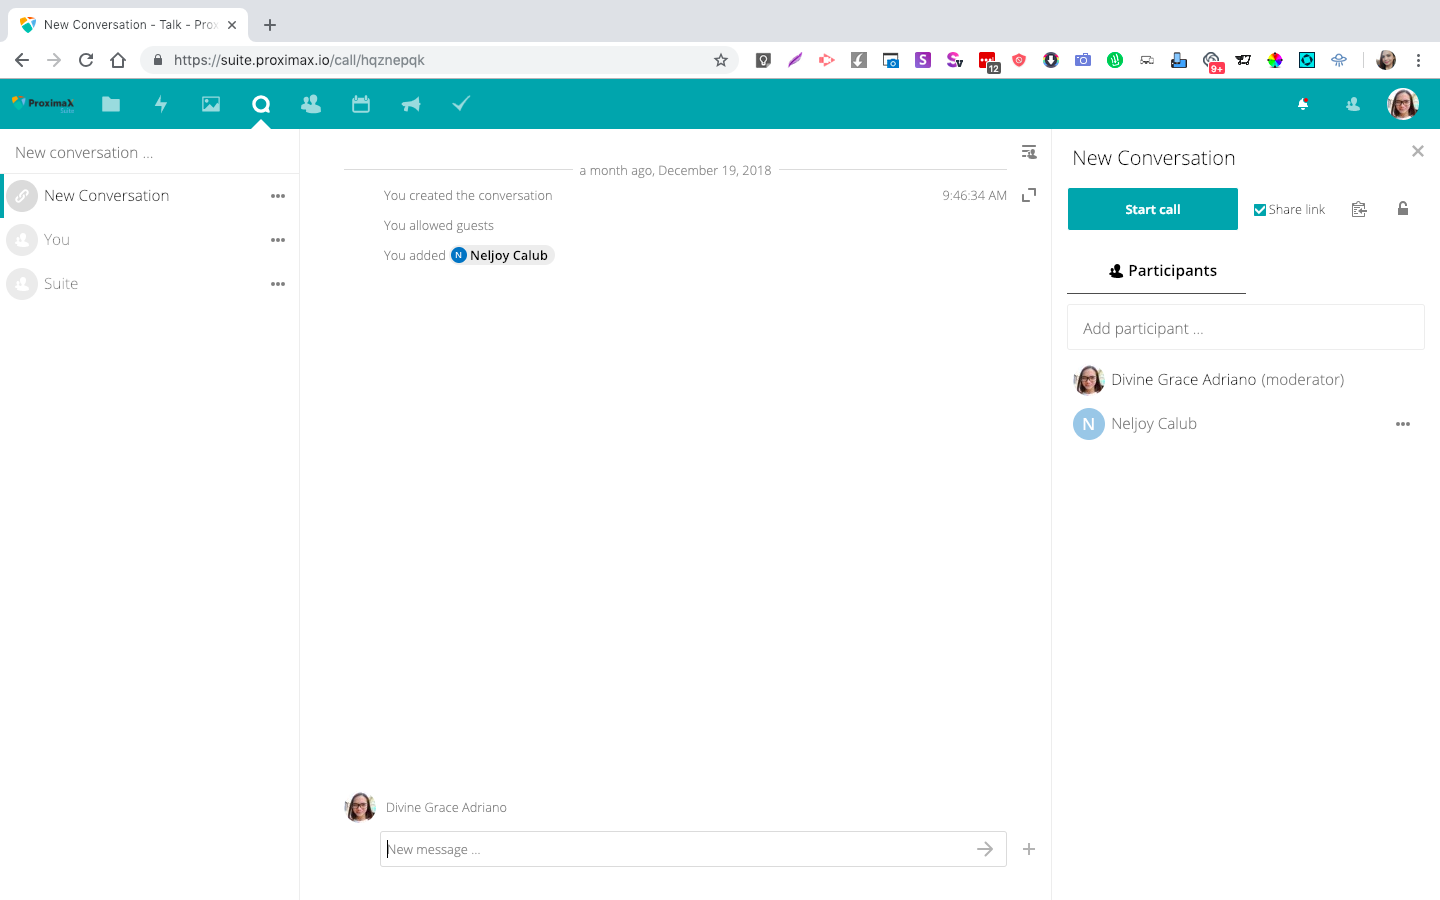 New Conversation - Talk - Prox
https://suite.proximax.io/call/hqznepqk
12
9+
ProximaX
Suite
New conversation ...
New Conversation
You
Suite
a month ago, December 19, 2018
You created the conversation 9:46:34 AM
You allowed guests
You added N Neljoy Calub
Divine Grace Adriano
New message ...
New Conversation
Start call
Share link
Participants
Add participant ...
Divine Grace Adriano (moderator)
N Neljoy Calub